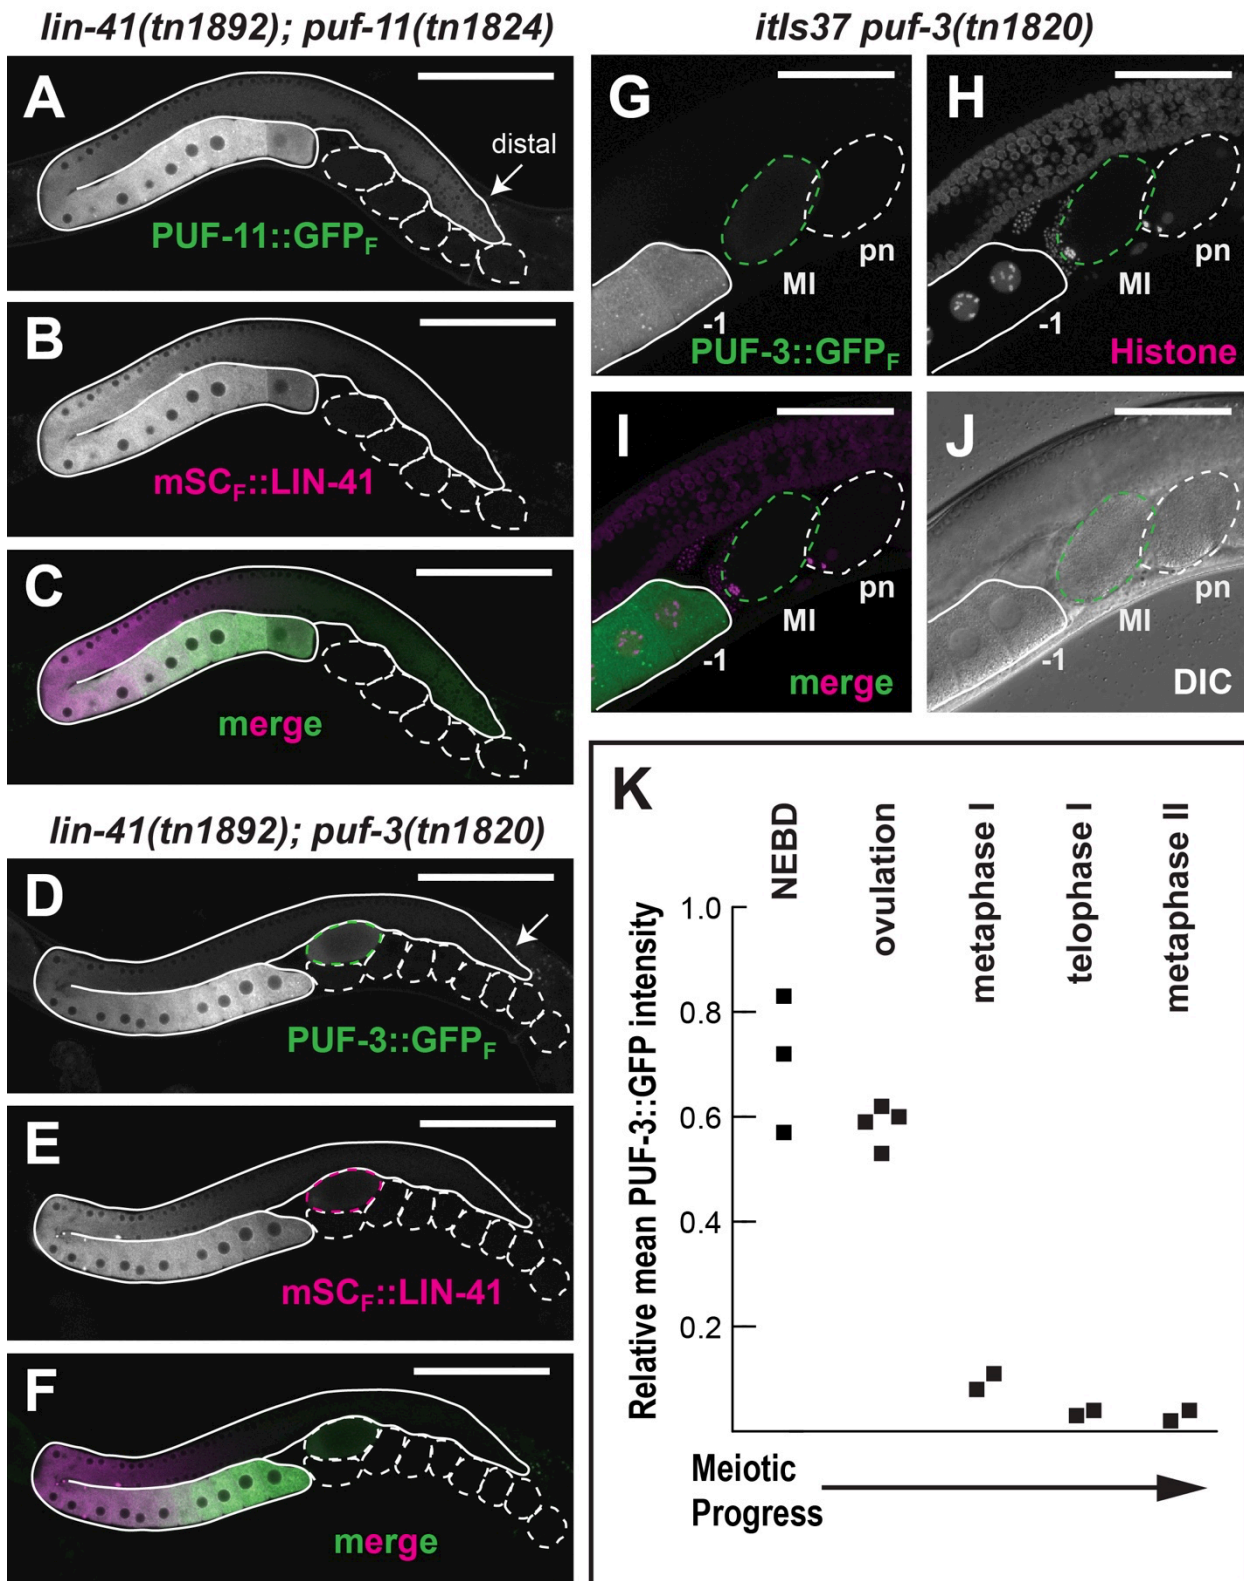 lin-41(tn1892); puf-11(tn1824)
A
distal
PUF-11::GFPF
B
mSCF::LIN-41
C
merge
lin-41(tn1892); puf-3(tn1820)
D
PUF-3::GFPF
E
mSCF::LIN-41
F
merge
itIs37 puf-3(tn1820)
G
pn
MI
-1
PUF-3::GFPF
H
pn
MI
-1
Histone
I
pn
MI
-1
merge
J
pn
MI
-1
DIC
K
NEBD
ovulation
metaphase I
telophase I
metaphase II
Relative mean PUF-3::GFP intensity
1.0
0.8
0.6
0.4
0.2
Meiotic
Progress